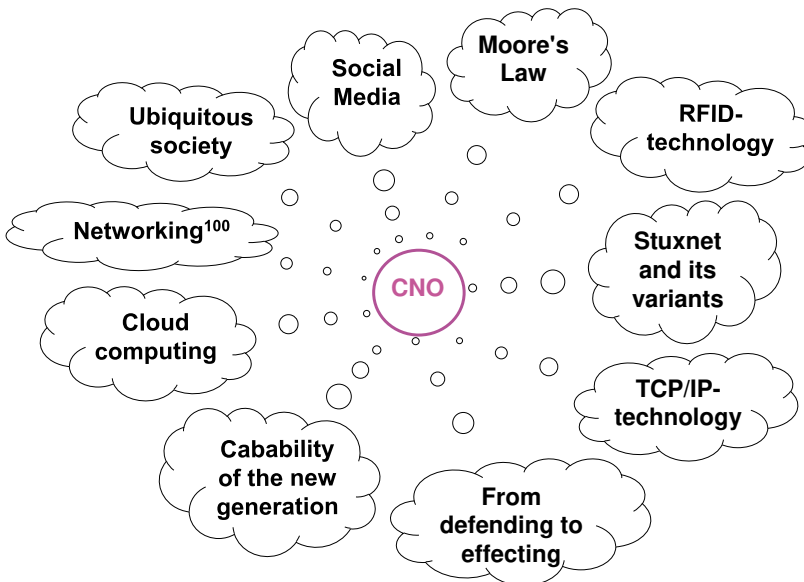 Social
Media
Moore's
Law
Ubiquitous
society
RFID-
technology
Networking¹⁰⁰
Stuxnet
and its
variants
CNO
Cloud
computing
TCP/IP-
technology
Cabability
of the new
generation
From
defending to
effecting